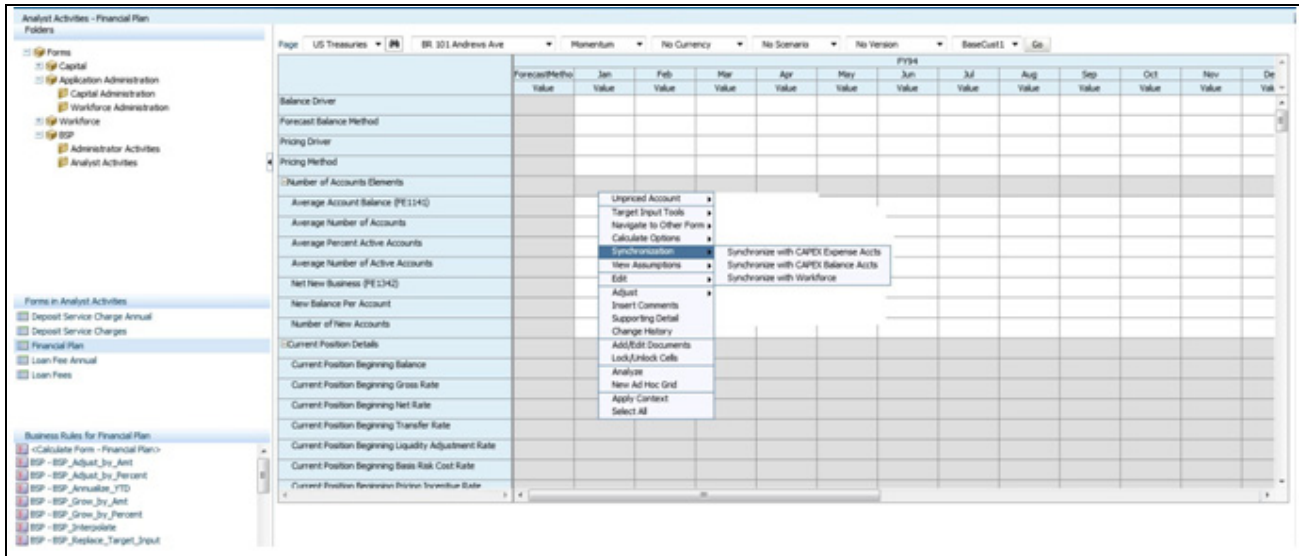 Analyst Activities - Financial Plan
Folders
Forms
Capital
Application Administration
Capital Administration
Workforce Administration
Workforce
BSP
Administrator Activities
Analyst Activities
Forms in Analyst Activities
Deposit Service Charge Annual
Deposit Service Charges
Financial Plan
Loan Fee Annual
Loan Fees
Business Rules for Financial Plan
<Calculate Form - Financial Plan>
BSP - BSP_Adjust_by_Amt
BSP - BSP_Adjust_by_Percent
BSP - BSP_Annualize_YTD
BSP - BSP_Grow_by_Amt
BSP - BSP_Grow_by_Percent
BSP - BSP_Interpolate
BSP - BSP_Replace_Target_Input
Page US Treasuries BR 101 Andrews Ave Momentum No Currency No Scenario No Version BaseCust1 Go
FY94
ForecastMetho Jan Feb Mar Apr May Jun Jul Aug Sep Oct Nov De
Value Value Value Value Value Value Value Value Value Value Value Value Val
Balance Driver
Forecast Balance Method
Pricing Driver
Pricing Method
Number of Accounts Elements
Average Account Balance (PE1141)
Average Number of Accounts
Average Percent Active Accounts
Average Number of Active Accounts
Net New Business (PE1342)
New Balance Per Account
Number of New Accounts
Current Position Details
Current Position Beginning Balance
Current Position Beginning Gross Rate
Current Position Beginning Net Rate
Current Position Beginning Transfer Rate
Current Position Beginning Liquidity Adjustment Rate
Current Position Beginning Basis Risk Cost Rate
Current Position Beginning Pricing Incentive Rate
Unpriced Account
Target Input Tools
Navigate to Other Form
Calculate Options
Synchronization
View Assumptions
Edit
Adjust
Insert Comments
Supporting Detail
Change History
Add/Edit Documents
Lock/Unlock Cells
Analyze
New Ad Hoc Grid
Apply Context
Select All
Synchronize with CAPEX Expense Accts
Synchronize with CAPEX Balance Accts
Synchronize with Workforce